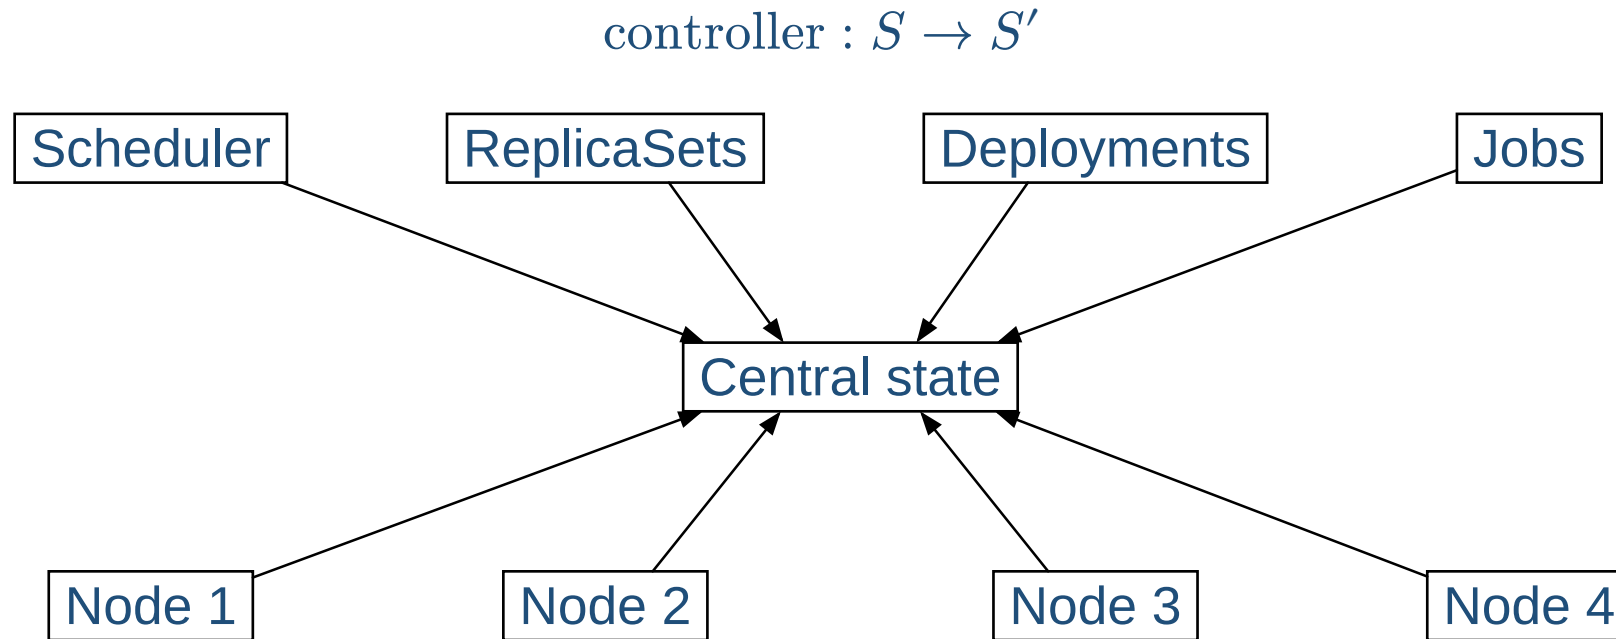 controller : S → S′
Scheduler
ReplicaSets
Deployments
Jobs
Central state
Node 1
Node 2
Node 3
Node 4